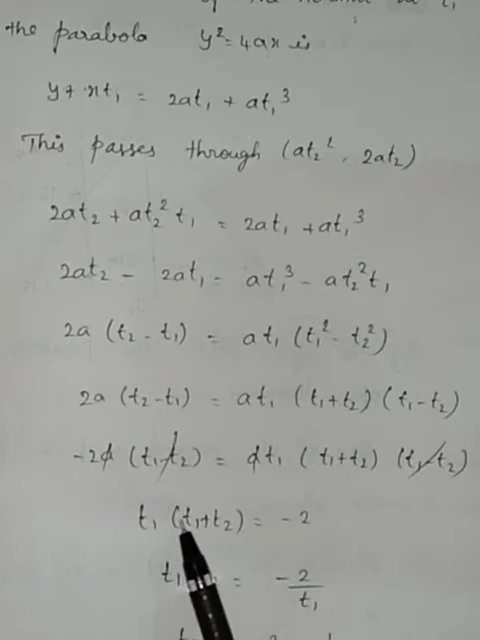 the parabola y² = 4ax is
y + xt₁ = 2at₁ + at₁³
This passes through (at₂², 2at₂)
2at₂ + at₂²t₁ = 2at₁ + at₁³
2at₂ - 2at₁ = at₁³ - at₂²t₁
2a (t₂ - t₁) = at₁ (t₁² - t₂²)
2a (t₂ - t₁) = at₁ (t₁ + t₂) (t₁ - t₂)
-2a (t₁ - t₂) = at₁ (t₁ + t₂) (t₁ - t₂)
t₁ (t₁ + t₂) = -2
t₁ = -2/t₁